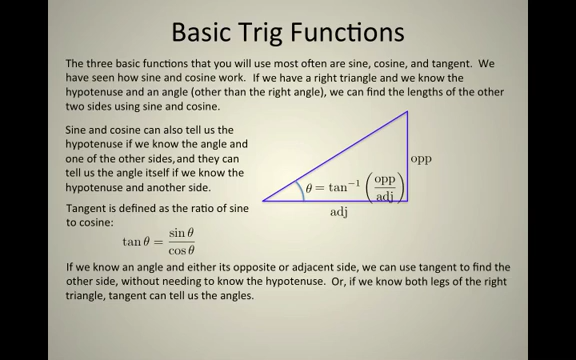 Basic Trig Functions
The three basic functions that you will use most often are sine, cosine, and tangent. We
have seen how sine and cosine work. If we have a right triangle and we know the
hypotenuse and an angle (other than the right angle), we can find the lengths of the other
two sides using sine and cosine.
Sine and cosine can also tell us the
hypotenuse if we know the angle and
one of the other sides, and they can
tell us the angle itself if we know the
hypotenuse and another side.
opp
θ = tan⁻¹ (opp/adj)
adj
Tangent is defined as the ratio of sine
to cosine:
tan θ = sin θ/cos θ
If we know an angle and either its opposite or adjacent side, we can use tangent to find the
other side, without needing to know the hypotenuse. Or, if we know both legs of the right
triangle, tangent can tell us the angles.